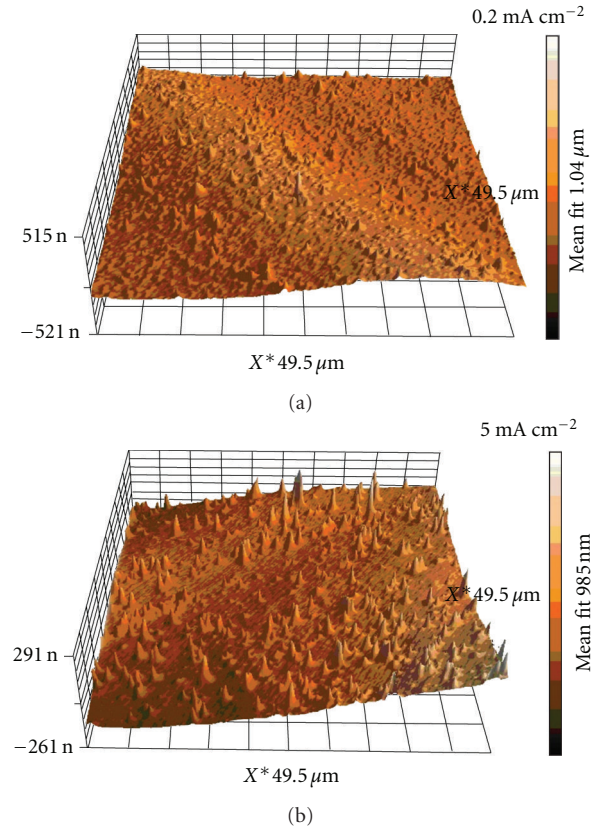 0.2 mA cm−2
Mean fit 1.04 μm
X* 49.5 μm
515 n
−521 n
X* 49.5 μm
(a)
5 mA cm−2
Mean fit 985 nm
X* 49.5 μm
291 n
−261 n
X* 49.5 μm
(b)